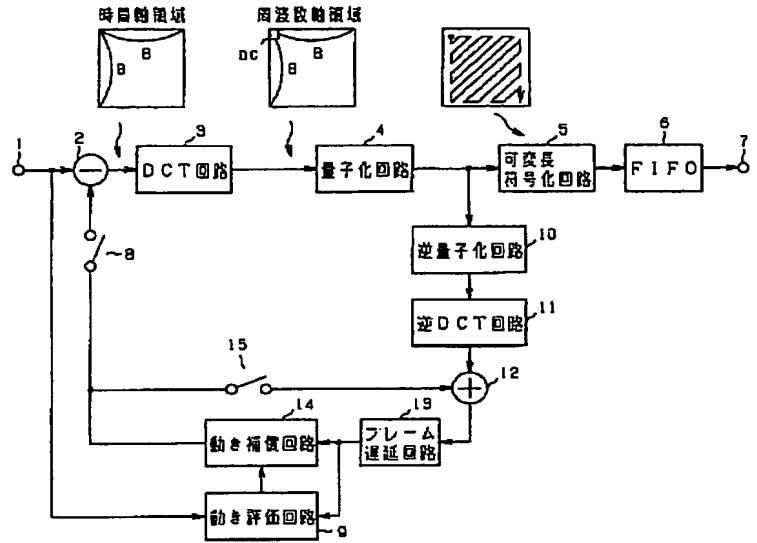 時間軸領域
周波数軸領域
DC
B
B
B
B
1
2
3
DCT回路
4
量子化回路
5
可変長
符号化回路
6
FIFO
7
8
10
逆量子化回路
11
逆DCT回路
12
15
14
動き補償回路
13
フレーム
遅延回路
動き評価回路
9